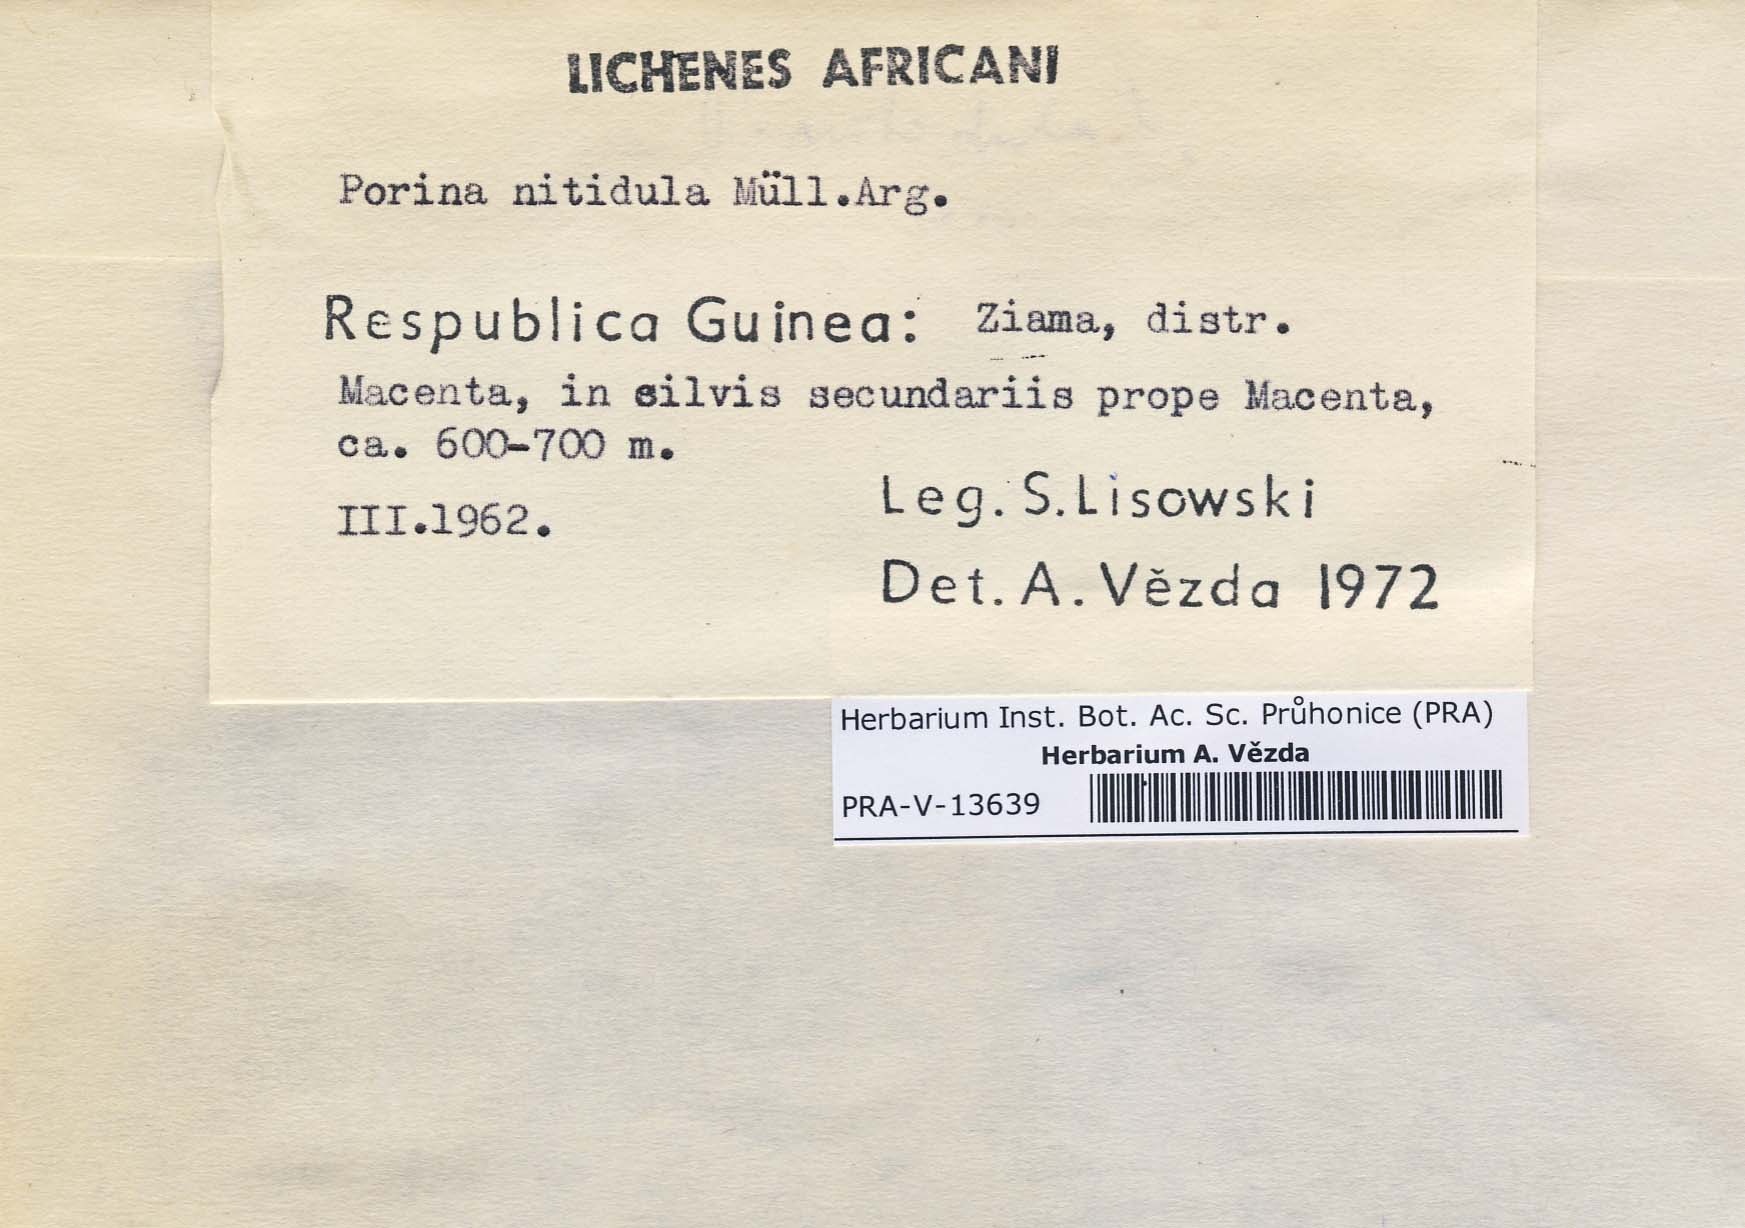 LICHENES AFRICANI
Porina nitidula Müll.Arg.
Respublica Guinea: Ziama, distr.
Macenta, in silvis secundariis prope Macenta,
ca. 600-700 m.
III.1962.
Leg. S. Lisowski
Det. A. Vězda 1972
Herbarium Inst. Bot. Ac. Sc. Průhonice (PRA)
Herbarium A. Vězda
PRA-V-13639